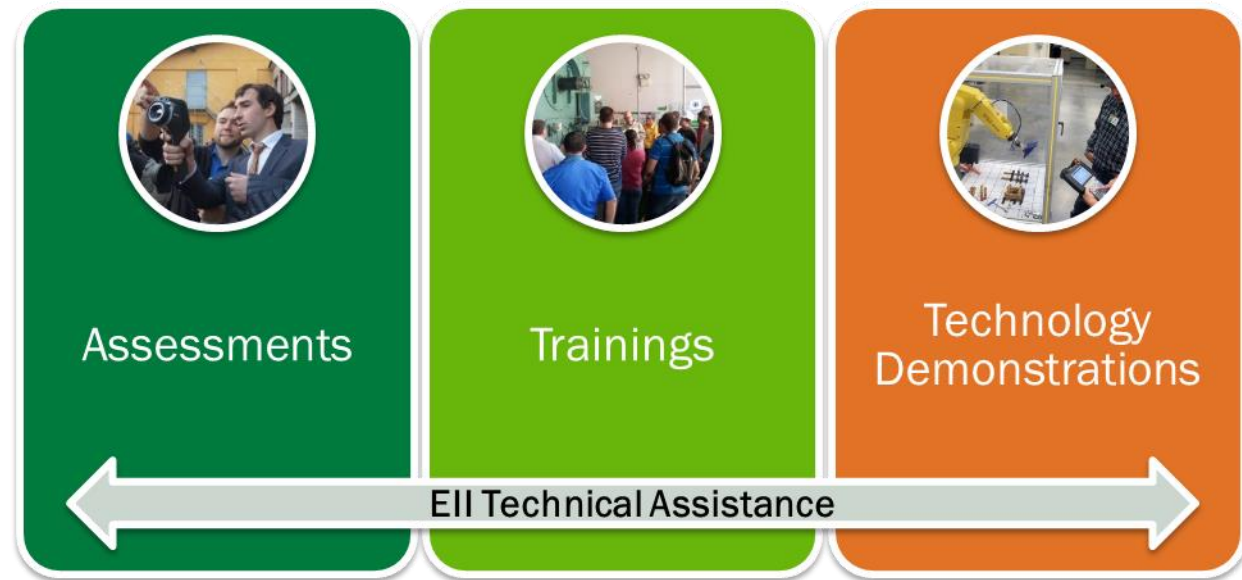 Assessments
Trainings
Technology
Demonstrations
EII Technical Assistance